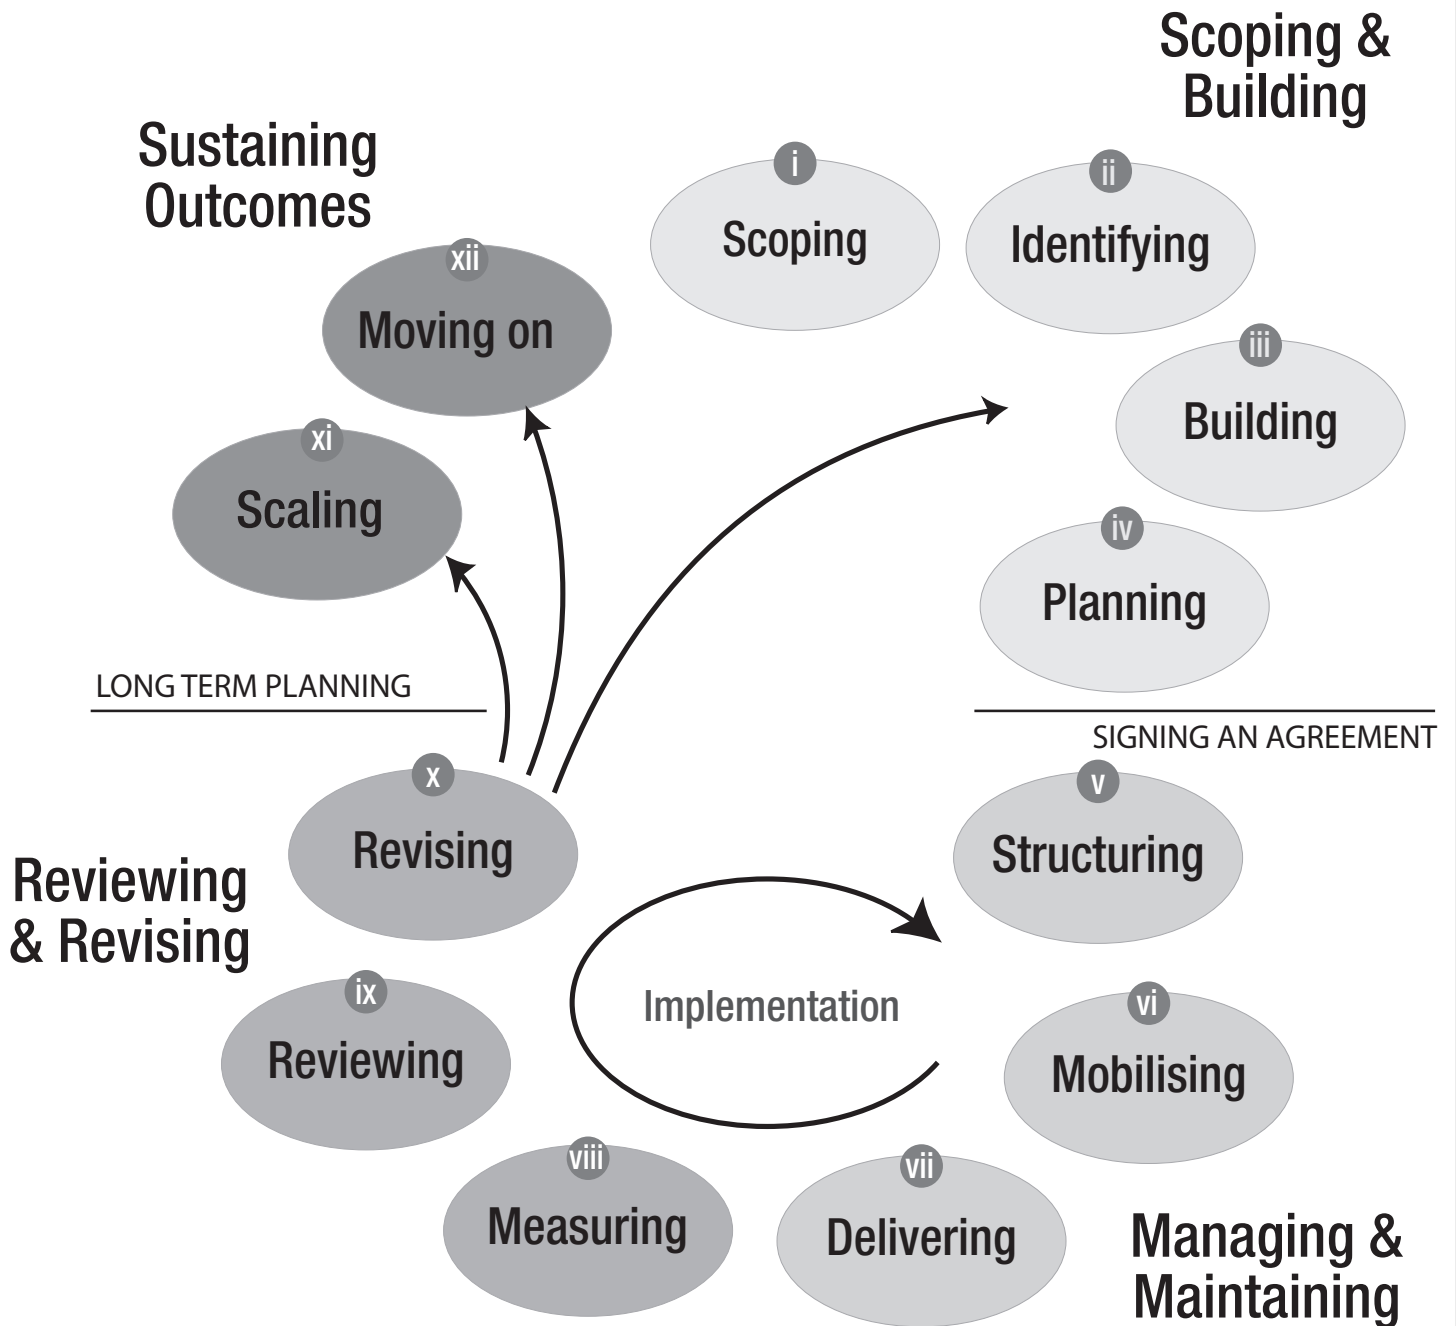 Scoping &
Building
i
Scoping
ii
Identifying
iii
Building
iv
Planning
SIGNING AN AGREEMENT
v
Structuring
vi
Mobilising
Managing &
Maintaining
vii
Delivering
Implementation
viii
Measuring
ix
Reviewing
Reviewing
& Revising
x
Revising
LONG TERM PLANNING
xi
Scaling
xii
Moving on
Sustaining
Outcomes